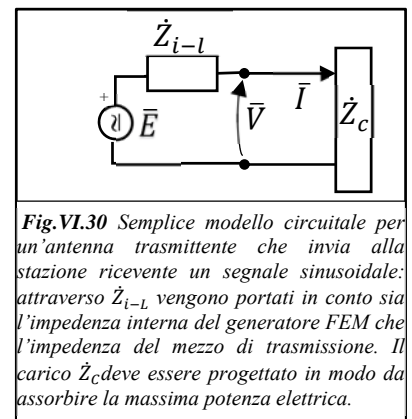 Ż_{i−l}
+
Ī
Ē
V̄
Ż_c
Fig.VI.30 Semplice modello circuitale per
un’antenna trasmittente che invia alla
stazione ricevente un segnale sinusoidale:
attraverso Ż_{i−L} vengono portati in conto sia
l’impedenza interna del generatore FEM che
l’impedenza del mezzo di trasmissione. Il
carico Ż_C deve essere progettato in modo da
assorbire la massima potenza elettrica.